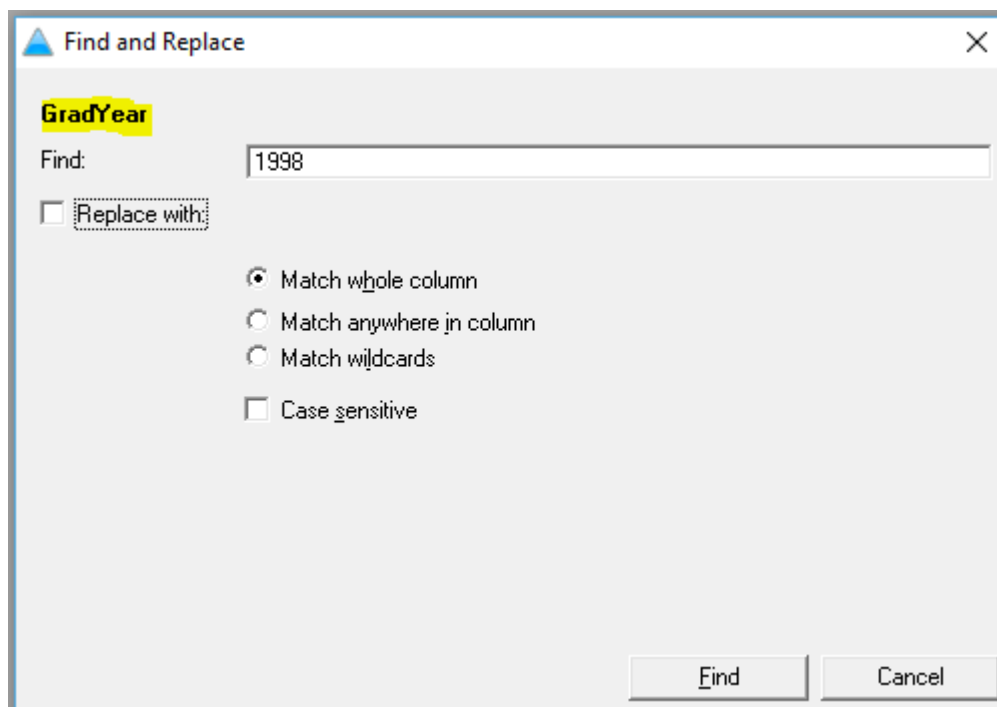 Find and Replace
GradYear
Find: 1998
Replace with:
Match whole column
Match anywhere in column
Match wildcards
Case sensitive
Find Cancel